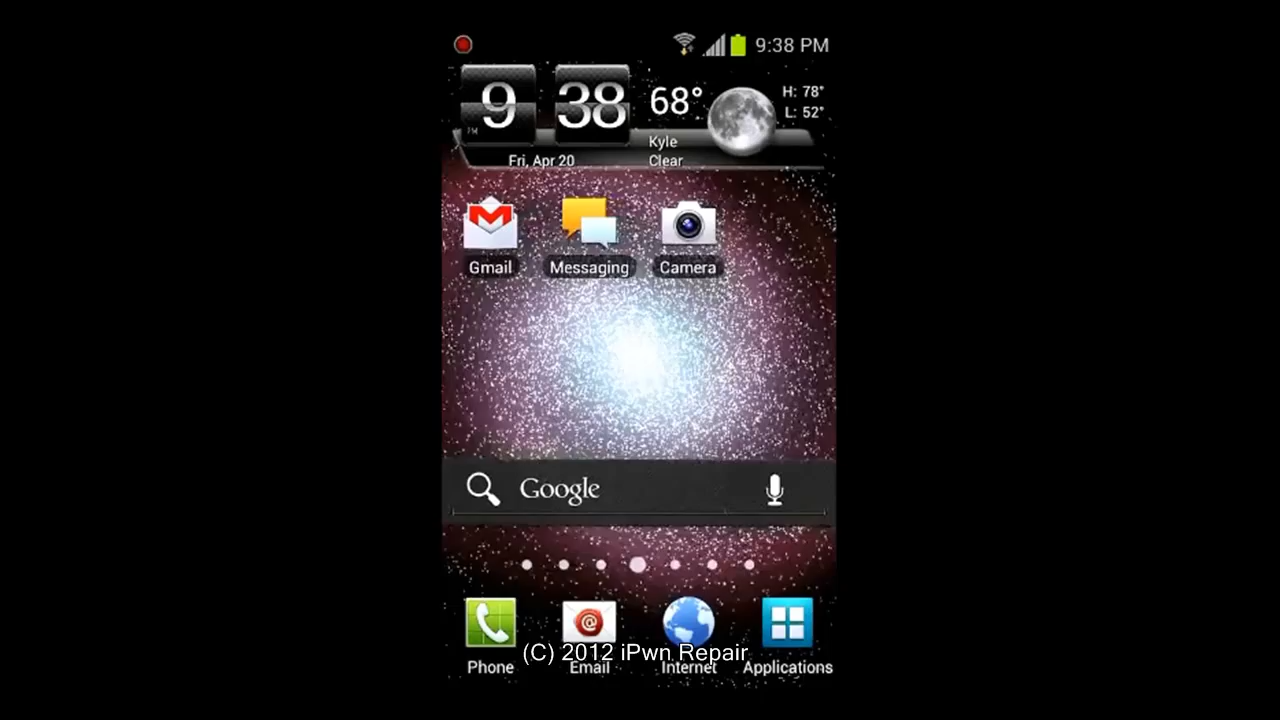 9:38 PM
9 38 68° H: 78°
L: 52°
Kyle
Fri, Apr 20 Clear
Gmail Messaging Camera
Google
(C) 2012 iPwn Repair
Phone Email Internet Applications